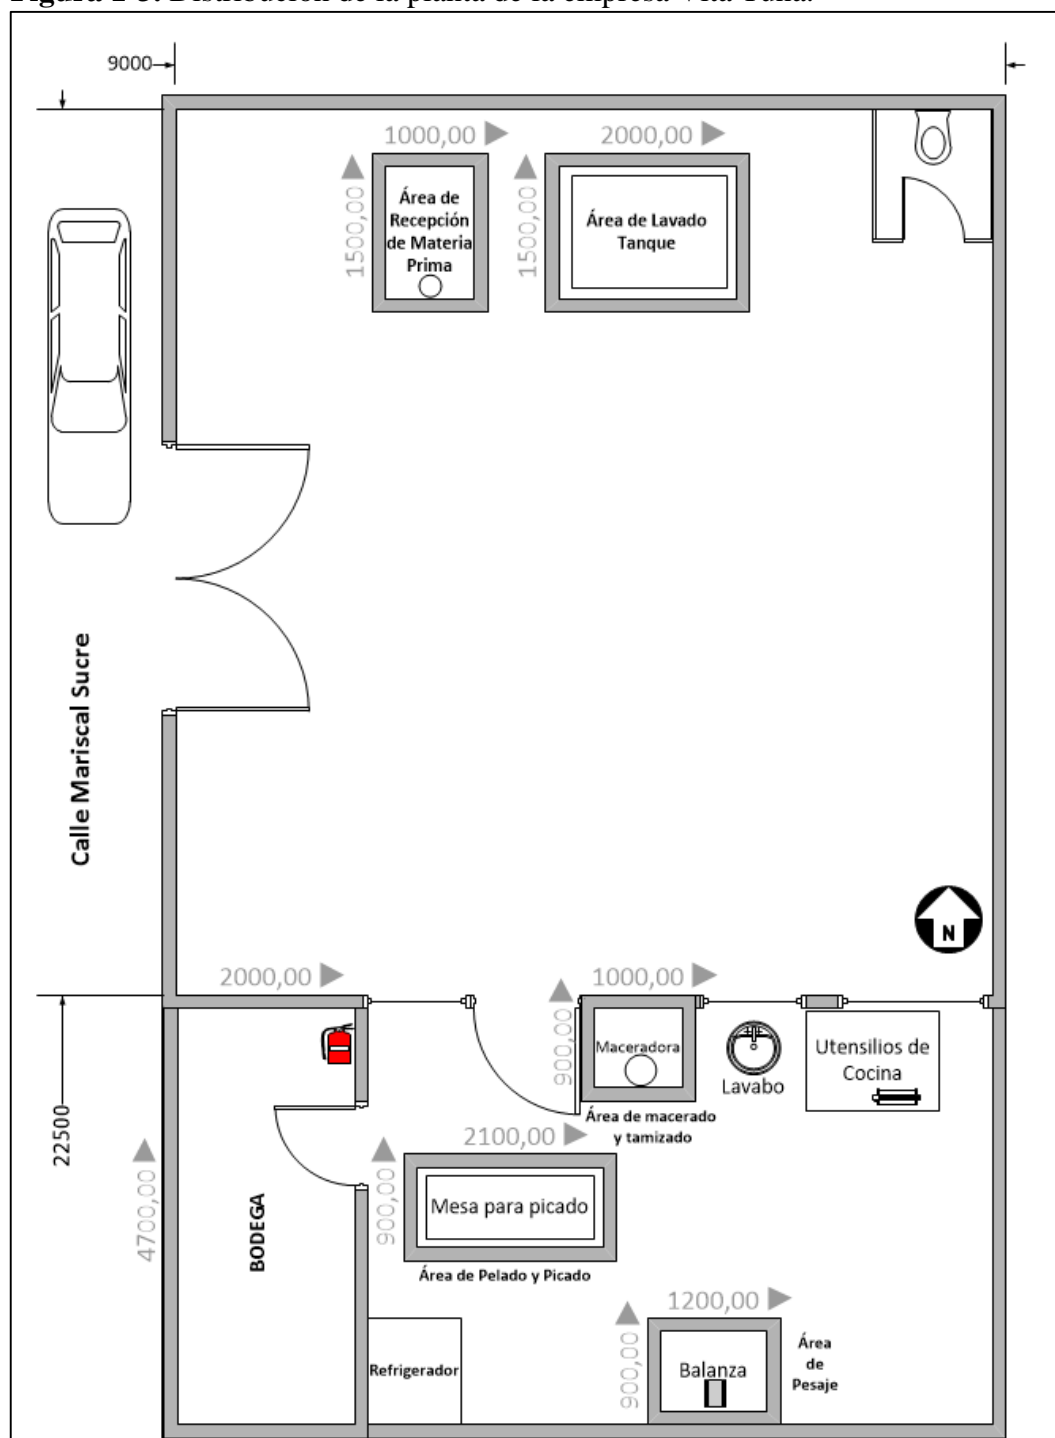 Figura 1-3. Distribución de la planta de la empresa Vita Tuna.
9000
1000,00
2000,00
1500,00
1500,00
Área de
Recepción
de Materia
Prima
Área de Lavado
Tanque
Calle Mariscal Sucre
N
2000,00
1000,00
900,00
Maceradora
Lavabo
Utensilios de
Cocina
Área de macerado
y tamizado
22500
4700,00
BODEGA
2100,00
900,00
Mesa para picado
Área de Pelado y Picado
1200,00
900,00
Refrigerador
Balanza
Área
de
Pesaje